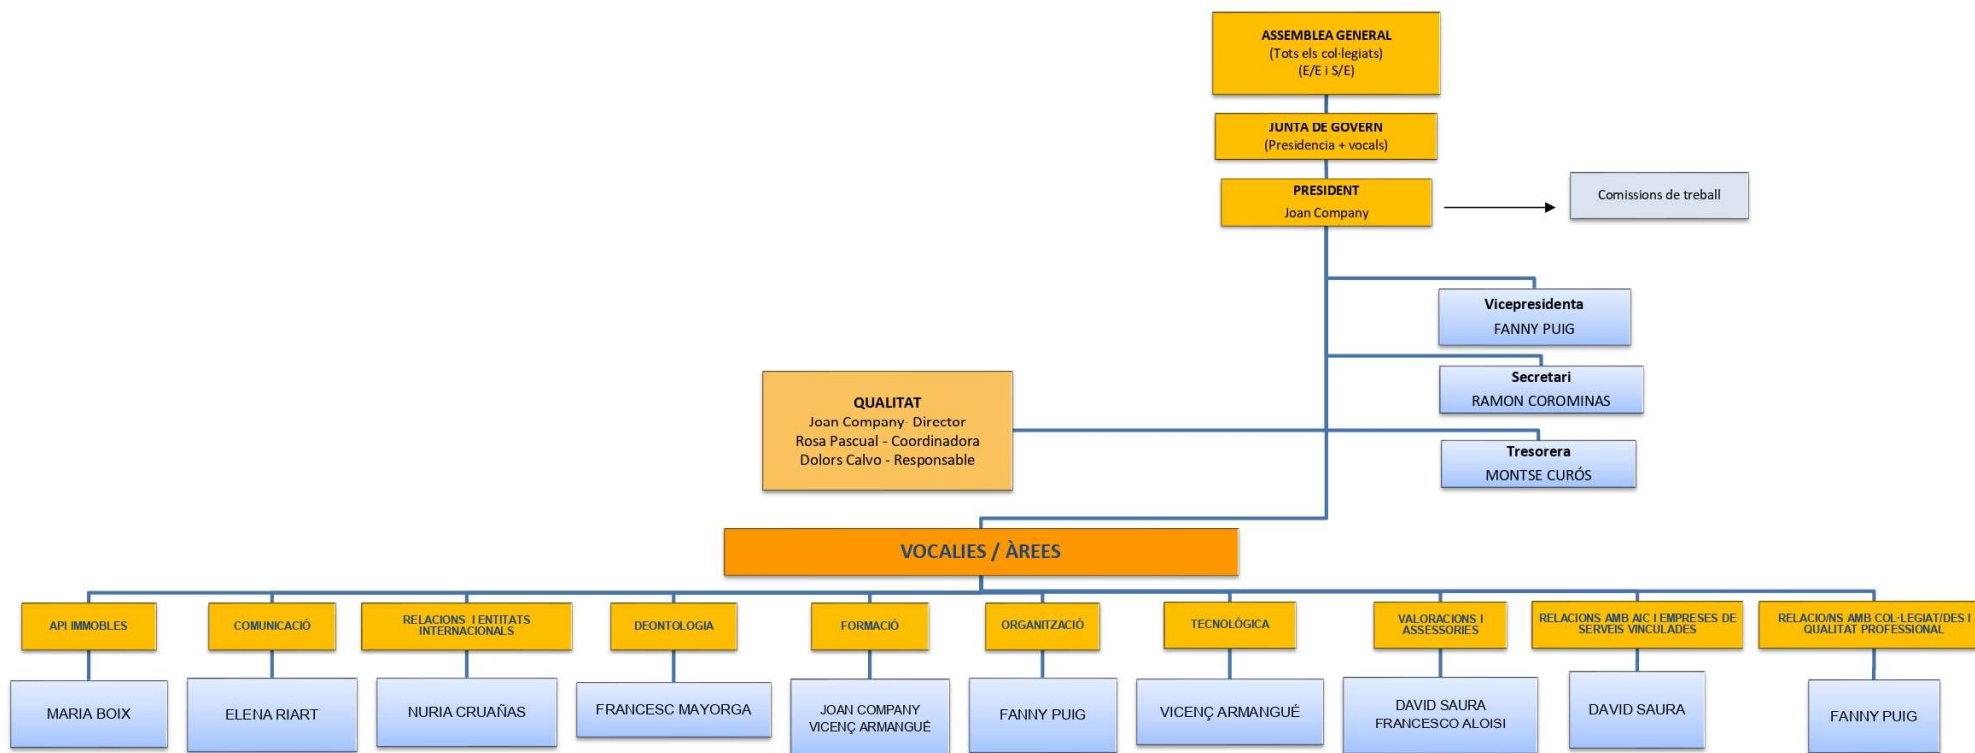 ASSEMBLEA GENERAL
(Tots els col·legiats)
(E/E i S/E)
JUNTA DE GOVERN
(Presidencia + vocals)
PRESIDENT
Joan Company
Comissions de treball
Vicepresidenta
FANNY PUIG
Secretari
RAMON COROMINAS
QUALITAT
Joan Company- Director
Rosa Pascual - Coordinadora
Dolors Calvo - Responsable
Tresorera
MONTSE CURÓS
VOCALIES / ÀREES
API IMMOBLES
MARIA BOIX
COMUNICACIÓ
ELENA RIART
RELACIONS I ENTITATS
INTERNACIONALS
NURIA CRUAÑAS
DEONTOLOGIA
FRANCESC MAYORGA
FORMACIÓ
JOAN COMPANY
VICENÇ ARMANGUÉ
ORGANITZACIÓ
FANNY PUIG
TECNOLÒGICA
VICENÇ ARMANGUÉ
VALORACIONS I
ASSESSORIES
DAVID SAURA
FRANCESCO ALOISI
RELACIONS AMB AIC I EMPRESES DE
SERVEIS VINCULADES
DAVID SAURA
RELACIO/NS AMB COL·LEGIAT/DES I
QUALITAT PROFESSIONAL
FANNY PUIG